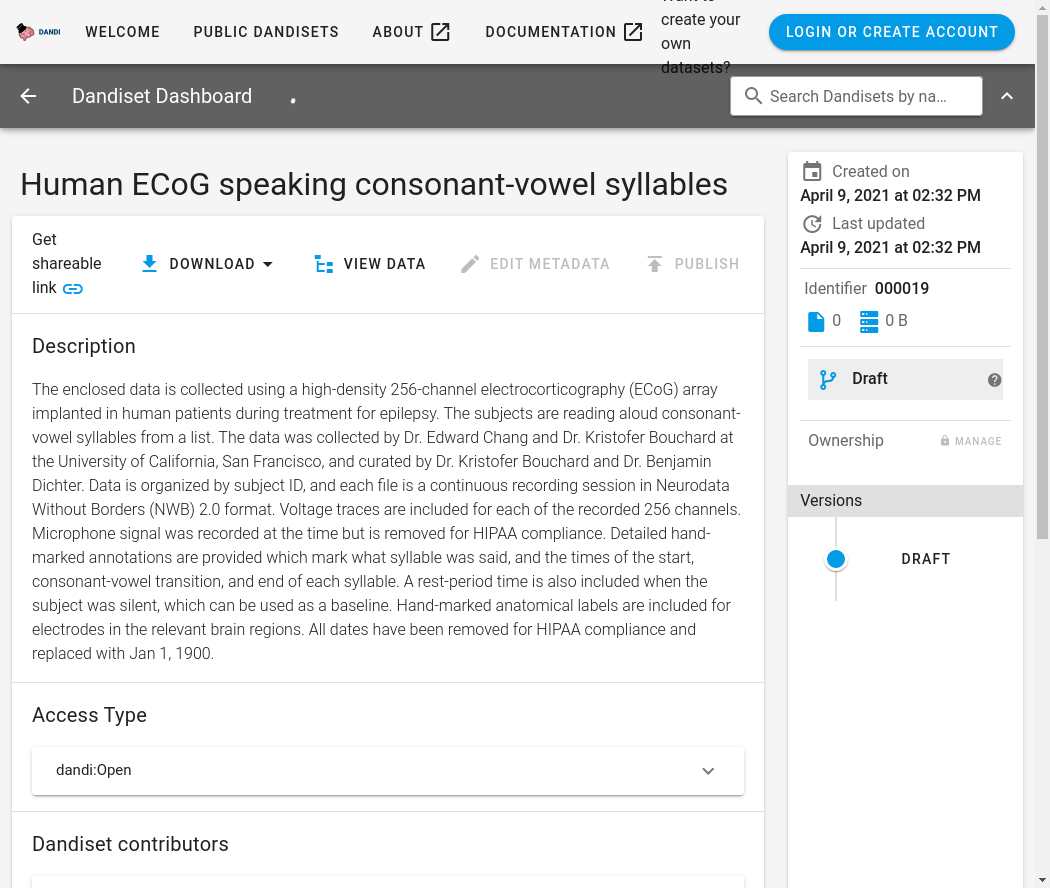 DANDI
WELCOME
PUBLIC DANDISETS
ABOUT
DOCUMENTATION
create your
own
datasets?
LOGIN OR CREATE ACCOUNT
Dandiset Dashboard
Search Dandisets by na...
Human ECoG speaking consonant-vowel syllables
Get
shareable
link
DOWNLOAD
VIEW DATA
EDIT METADATA
PUBLISH
Description
The enclosed data is collected using a high-density 256-channel electrocorticography (ECoG) array
implanted in human patients during treatment for epilepsy. The subjects are reading aloud consonant-
vowel syllables from a list. The data was collected by Dr. Edward Chang and Dr. Kristofer Bouchard at
the University of California, San Francisco, and curated by Dr. Kristofer Bouchard and Dr. Benjamin
Dichter. Data is organized by subject ID, and each file is a continuous recording session in Neurodata
Without Borders (NWB) 2.0 format. Voltage traces are included for each of the recorded 256 channels.
Microphone signal was recorded at the time but is removed for HIPAA compliance. Detailed hand-
marked annotations are provided which mark what syllable was said, and the times of the start,
consonant-vowel transition, and end of each syllable. A rest-period time is also included when the
subject was silent, which can be used as a baseline. Hand-marked anatomical labels are included for
electrodes in the relevant brain regions. All dates have been removed for HIPAA compliance and
replaced with Jan 1, 1900.
Access Type
dandi:Open
Dandiset contributors
Created on
April 9, 2021 at 02:32 PM
Last updated
April 9, 2021 at 02:32 PM
Identifier 000019
0
0 B
Draft
Ownership
MANAGE
Versions
DRAFT